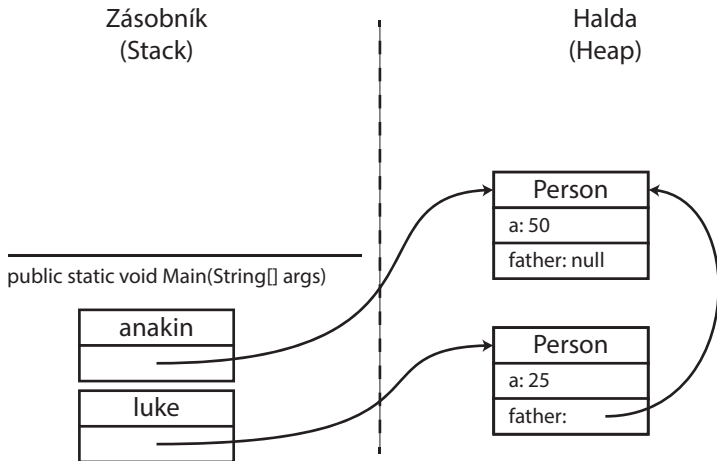 Zásobník
(Stack)
Halda
(Heap)
public static void Main(String[] args)
anakin
luke
Person
a: 50
father: null
Person
a: 25
father: